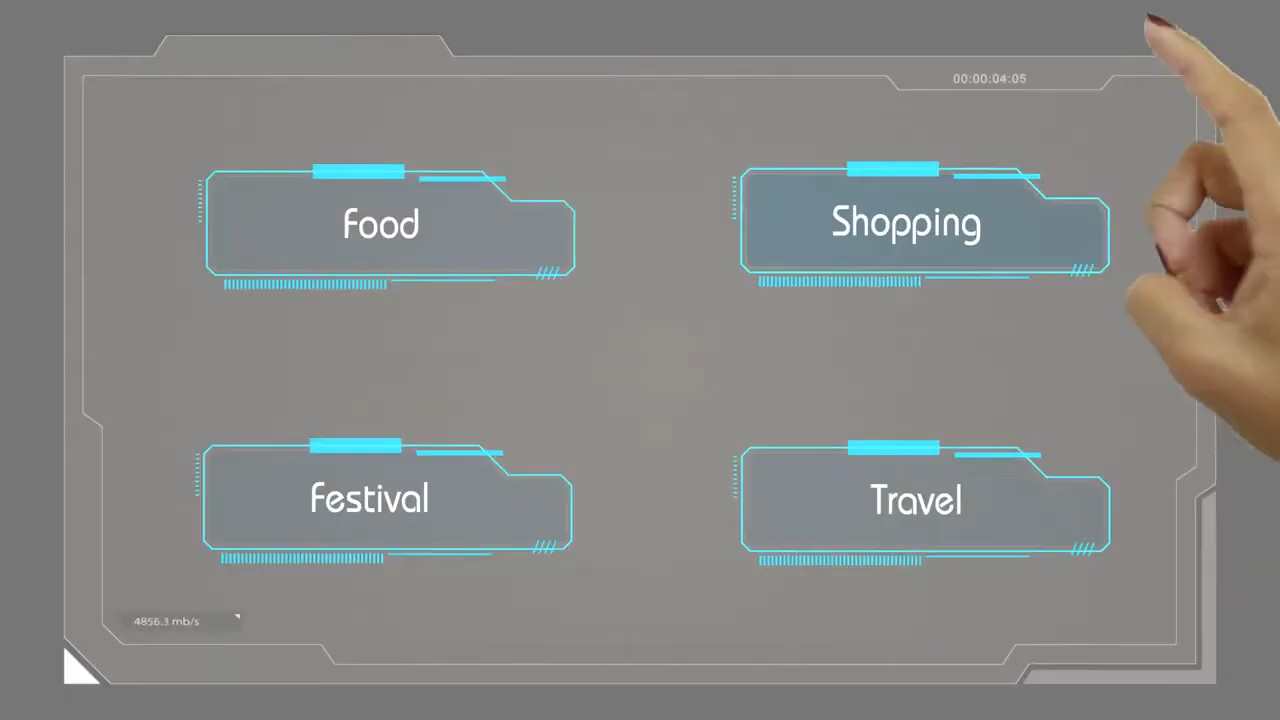 00:00:04:05
Food
Shopping
Festival
Travel
4856.3 mb/s